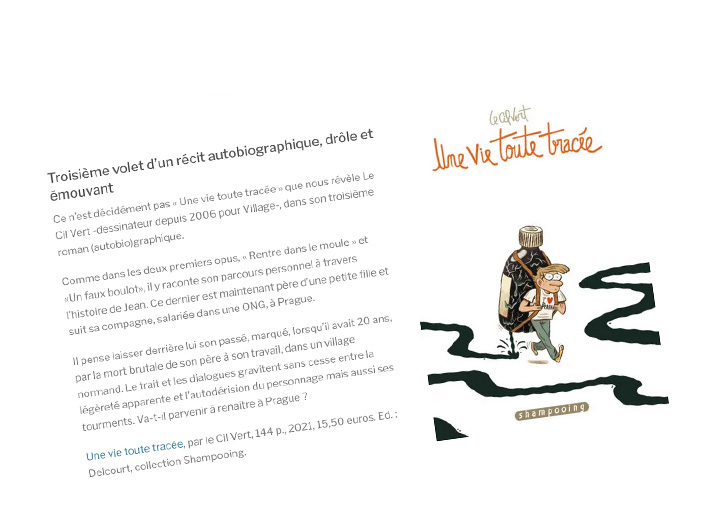 Troisième volet d'un récit autobiographique, drôle et
émouvant
Ce n'est décidément pas « Une vie toute tracée » que nous révèle Le
Cil Vert -dessinateur depuis 2006 pour Village-, dans son troisième
roman (autobio)graphique.
Comme dans les deux premiers opus, « Rentre dans le moule » et
«Un faux boulot», il y raconte son parcours personnel à travers
l'histoire de Jean. Ce dernier est maintenant père d'une petite fille et
suit sa compagne, salariée dans une ONG, à Prague.
Il pense laisser derrière lui son passé, marqué, lorsqu'il avait 20 ans,
par la mort brutale de son père à son travail, dans un village
normand. Le trait et les dialogues gravitent sans cesse entre la
légèreté apparente et l'autodérision du personnage mais aussi ses
tourments. Va-t-il parvenir à renaitre à Prague ?
Une vie toute tracée, par le Cil Vert, 144 p., 2021, 15,50 euros. Ed. :
Delcourt, collection Shampooing.
Le Cil Vert
Une vie toute tracée
I
shampooing